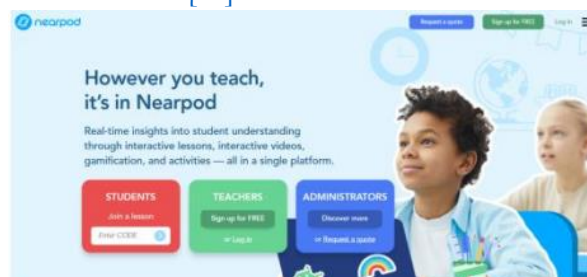 nearpod
Request a quote
Sign up for FREE
Log in
However you teach,
it's in Nearpod
Real-time insights into student understanding
through interactive lessons, interactive videos,
gamification, and activities — all in a single platform.
STUDENTS
Join a lesson
Enter CODE
TEACHERS
Sign up for FREE
or Log in
ADMINISTRATORS
Discover more
or Request a quote